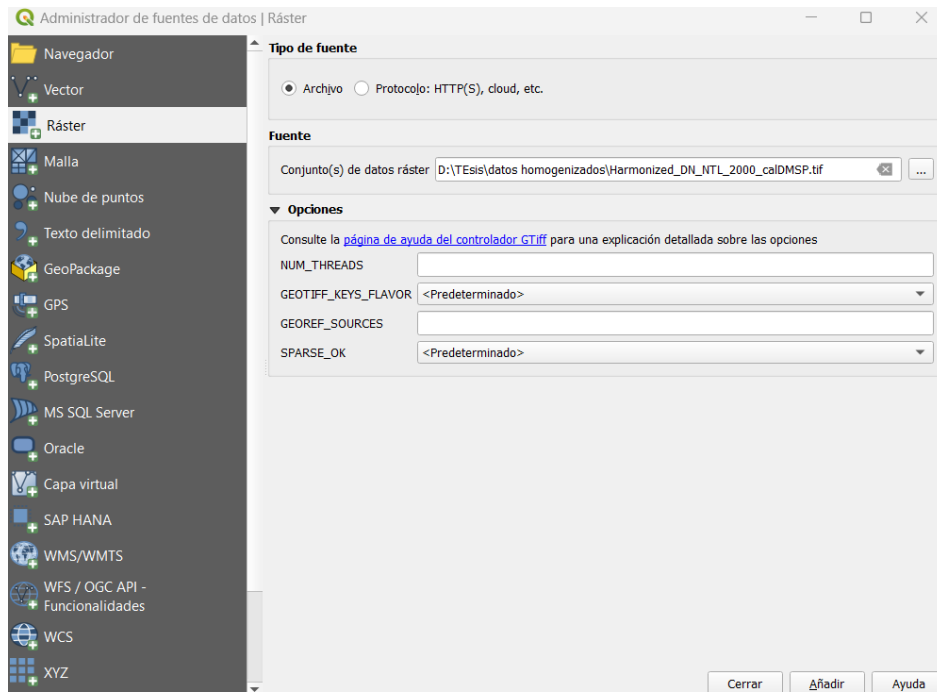 Administrador de fuentes de datos | Ráster
Navegador
Vector
Ráster
Malla
Nube de puntos
Texto delimitado
GeoPackage
GPS
SpatiaLite
PostgreSQL
MS SQL Server
Oracle
Capa virtual
SAP HANA
WMS/WMTS
WFS / OGC API -
Funcionalidades
WCS
XYZ
Tipo de fuente
Archivo Protocolo: HTTP(S), cloud, etc.
Fuente
Conjunto(s) de datos ráster D:\TEsis\datos homogenizados\Harmonized_DN_NTL_2000_calDMSP.tif ...
Opciones
Consulte la página de ayuda del controlador GTiff para una explicación detallada sobre las opciones
NUM_THREADS
GEOTIFF_KEYS_FLAVOR <Predeterminado>
GEOREF_SOURCES
SPARSE_OK <Predeterminado>
Cerrar Añadir Ayuda